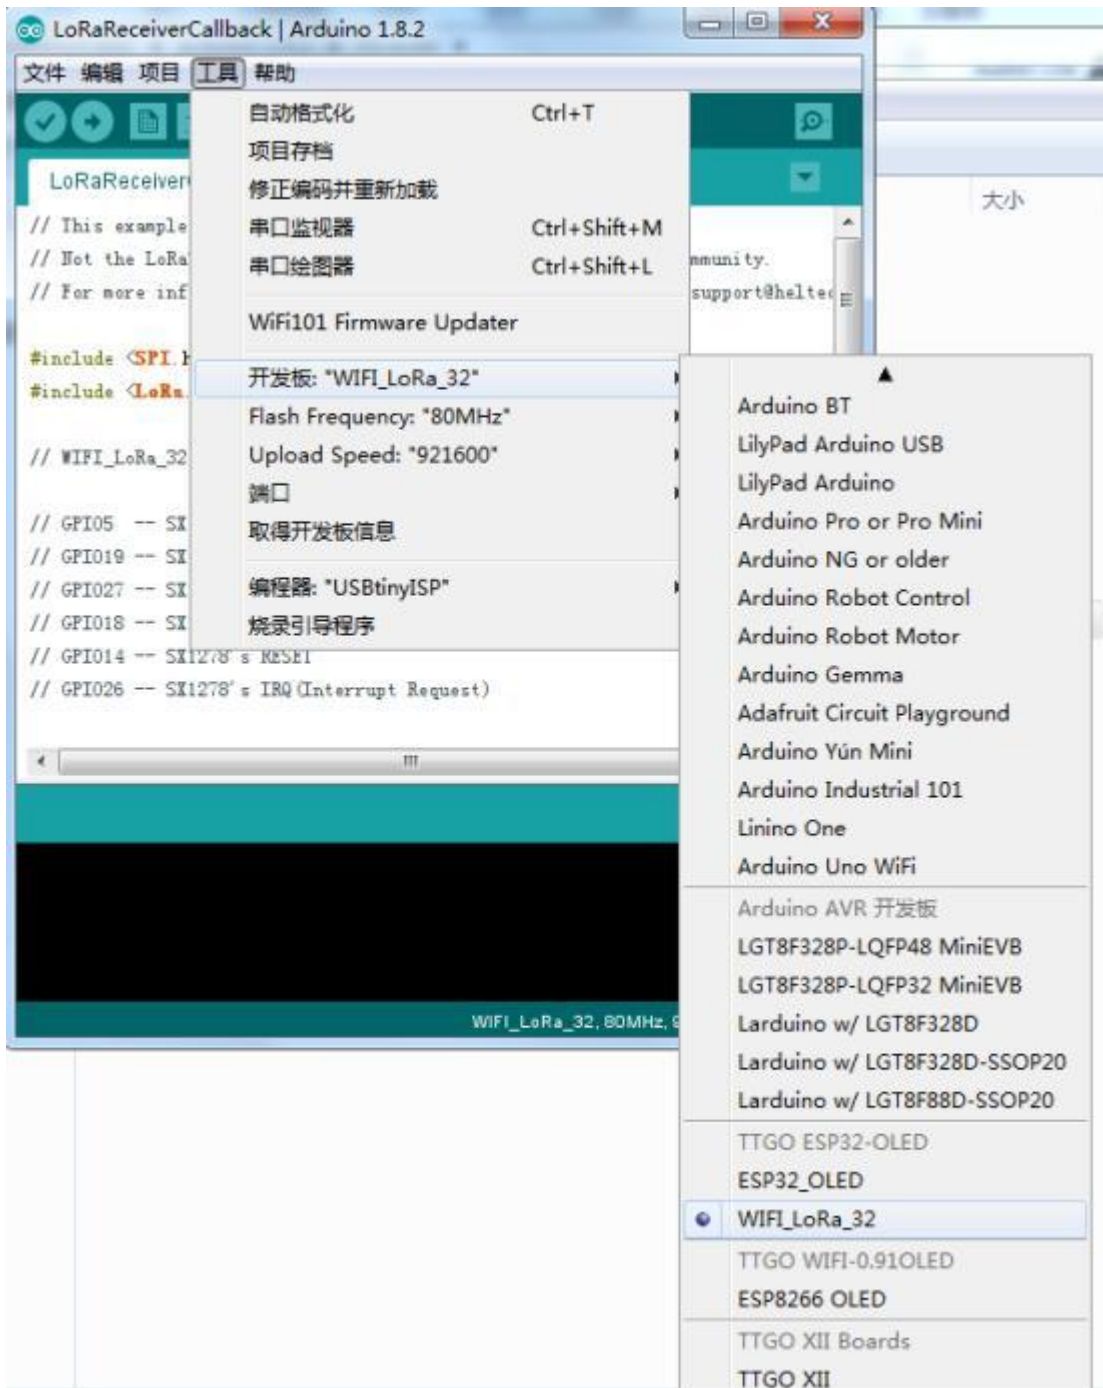 LoRaReceiverCallback | Arduino 1.8.2
文件 编辑 项目 工具 帮助
自动格式化 Ctrl+T
项目存档
修正编码并重新加载
串口监视器 Ctrl+Shift+M
串口绘图器 Ctrl+Shift+L
WiFi101 Firmware Updater
开发板: "WIFI_LoRa_32"
Flash Frequency: "80MHz"
Upload Speed: "921600"
端口
取得开发板信息
编程器: "USBtinyISP"
烧录引导程序
LoRaReceiver
// This example
// Not the LoRa mmunity.
// For more inf support@heltec
#include <SPI.h
#include <LoRa.
// WIFI_LoRa_32
// GPIO5 -- SX
// GPIO19 -- SX
// GPIO27 -- SX
// GPIO18 -- SX
// GPIO14 -- SX1278's RESET
// GPIO26 -- SX1278's IRQ(Interrupt Request)
WIFI_LoRa_32, 80MHz, 9
大小
Arduino BT
LilyPad Arduino USB
LilyPad Arduino
Arduino Pro or Pro Mini
Arduino NG or older
Arduino Robot Control
Arduino Robot Motor
Arduino Gemma
Adafruit Circuit Playground
Arduino Yún Mini
Arduino Industrial 101
Linino One
Arduino Uno WiFi
Arduino AVR 开发板
LGT8F328P-LQFP48 MiniEVB
LGT8F328P-LQFP32 MiniEVB
Larduino w/ LGT8F328D
Larduino w/ LGT8F328D-SSOP20
Larduino w/ LGT8F88D-SSOP20
TTGO ESP32-OLED
ESP32_OLED
WIFI_LoRa_32
TTGO WIFI-0.91OLED
ESP8266 OLED
TTGO XII Boards
TTGO XII